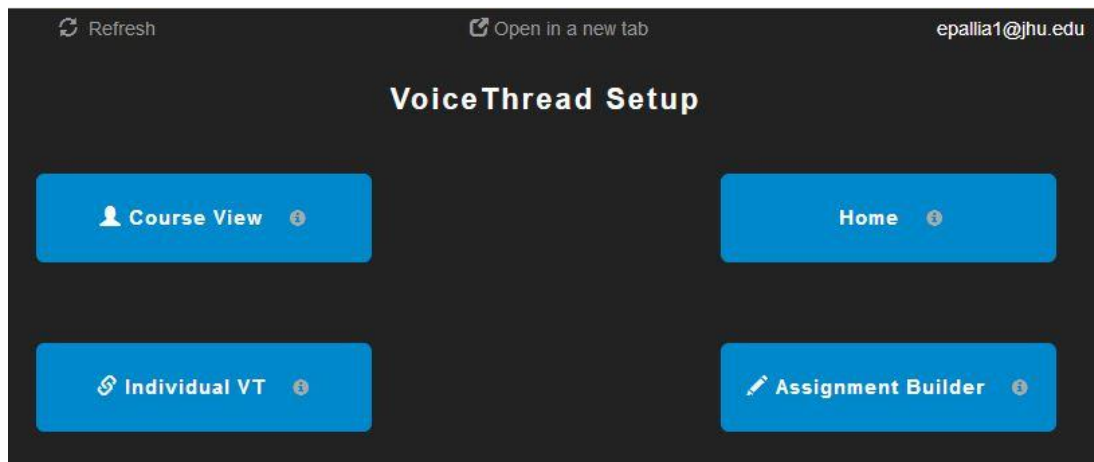 Refresh Open in a new tab epallia1@jhu.edu
VoiceThread Setup
Course View Home
Individual VT Assignment Builder